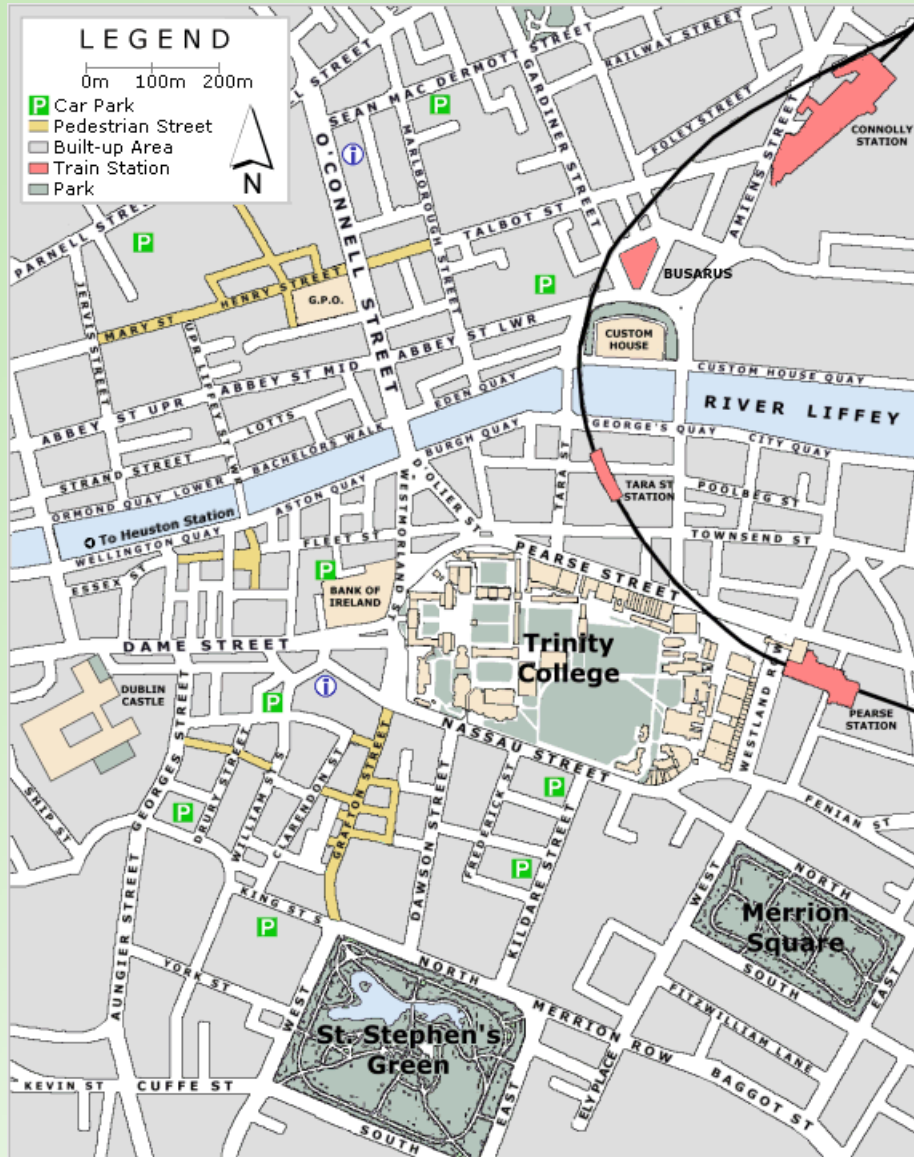 LEGEND
0m 100m 200m
P Car Park
Pedestrian Street
Built-up Area
Train Station
Park
N
SEAN MAC DERMOTT STREET
RAILWAY STREET
GARDINER STREET
FOLEY STREET
CONNOLLY
STATION
AMIENS STREET
P
i
O'CONNELL STREET
MARLBOROUGH STREET
TALBOT ST
PARNELL STREET
P
BUSARUS
P
HENRY STREET
G.P.O.
MARY ST
JERVIS STREET
UPR LIFFEY ST LWR
CUSTOM
HOUSE
ABBEY ST LWR
ABBEY ST MID
ABBEY ST UPR
CUSTOM HOUSE QUAY
EDEN QUAY
RIVER LIFFEY
LOTTS
BACHELORS WALK
BURGH QUAY
GEORGE'S QUAY
CITY QUAY
STRAND STREET
ORMOND QUAY LOWER
ASTON QUAY
D'OLIER ST
WESTMORLAND ST
TARA ST
TARA ST
STATION
POOLBEG ST
To Heuston Station
WELLINGTON QUAY
FLEET ST
TOWNSEND ST
ESSEX ST
P
PEARSE STREET
BANK OF
IRELAND
DAME STREET
Trinity
College
WESTLAND ROW
DUBLIN
CASTLE
i
P
PEARSE
STATION
NASSAU STREET
GEORGES STREET
DRURY STREET
WILLIAM ST S
CLARENDON ST
GRAFTON STREET
DAWSON STREET
FREDERICK ST
KILDARE STREET
P
P
P
SHIP ST
FENIAN ST
KING ST S
P
AUNGIER STREET
WEST
NORTH
Merrion
Square
SOUTH
EAST
YORK ST
WEST
NORTH
St. Stephen's
Green
EAST
SOUTH
MERRION ROW
FITZWILLIAM LANE
ELY PLACE
BAGGOT ST
KEVIN ST
CUFFE ST